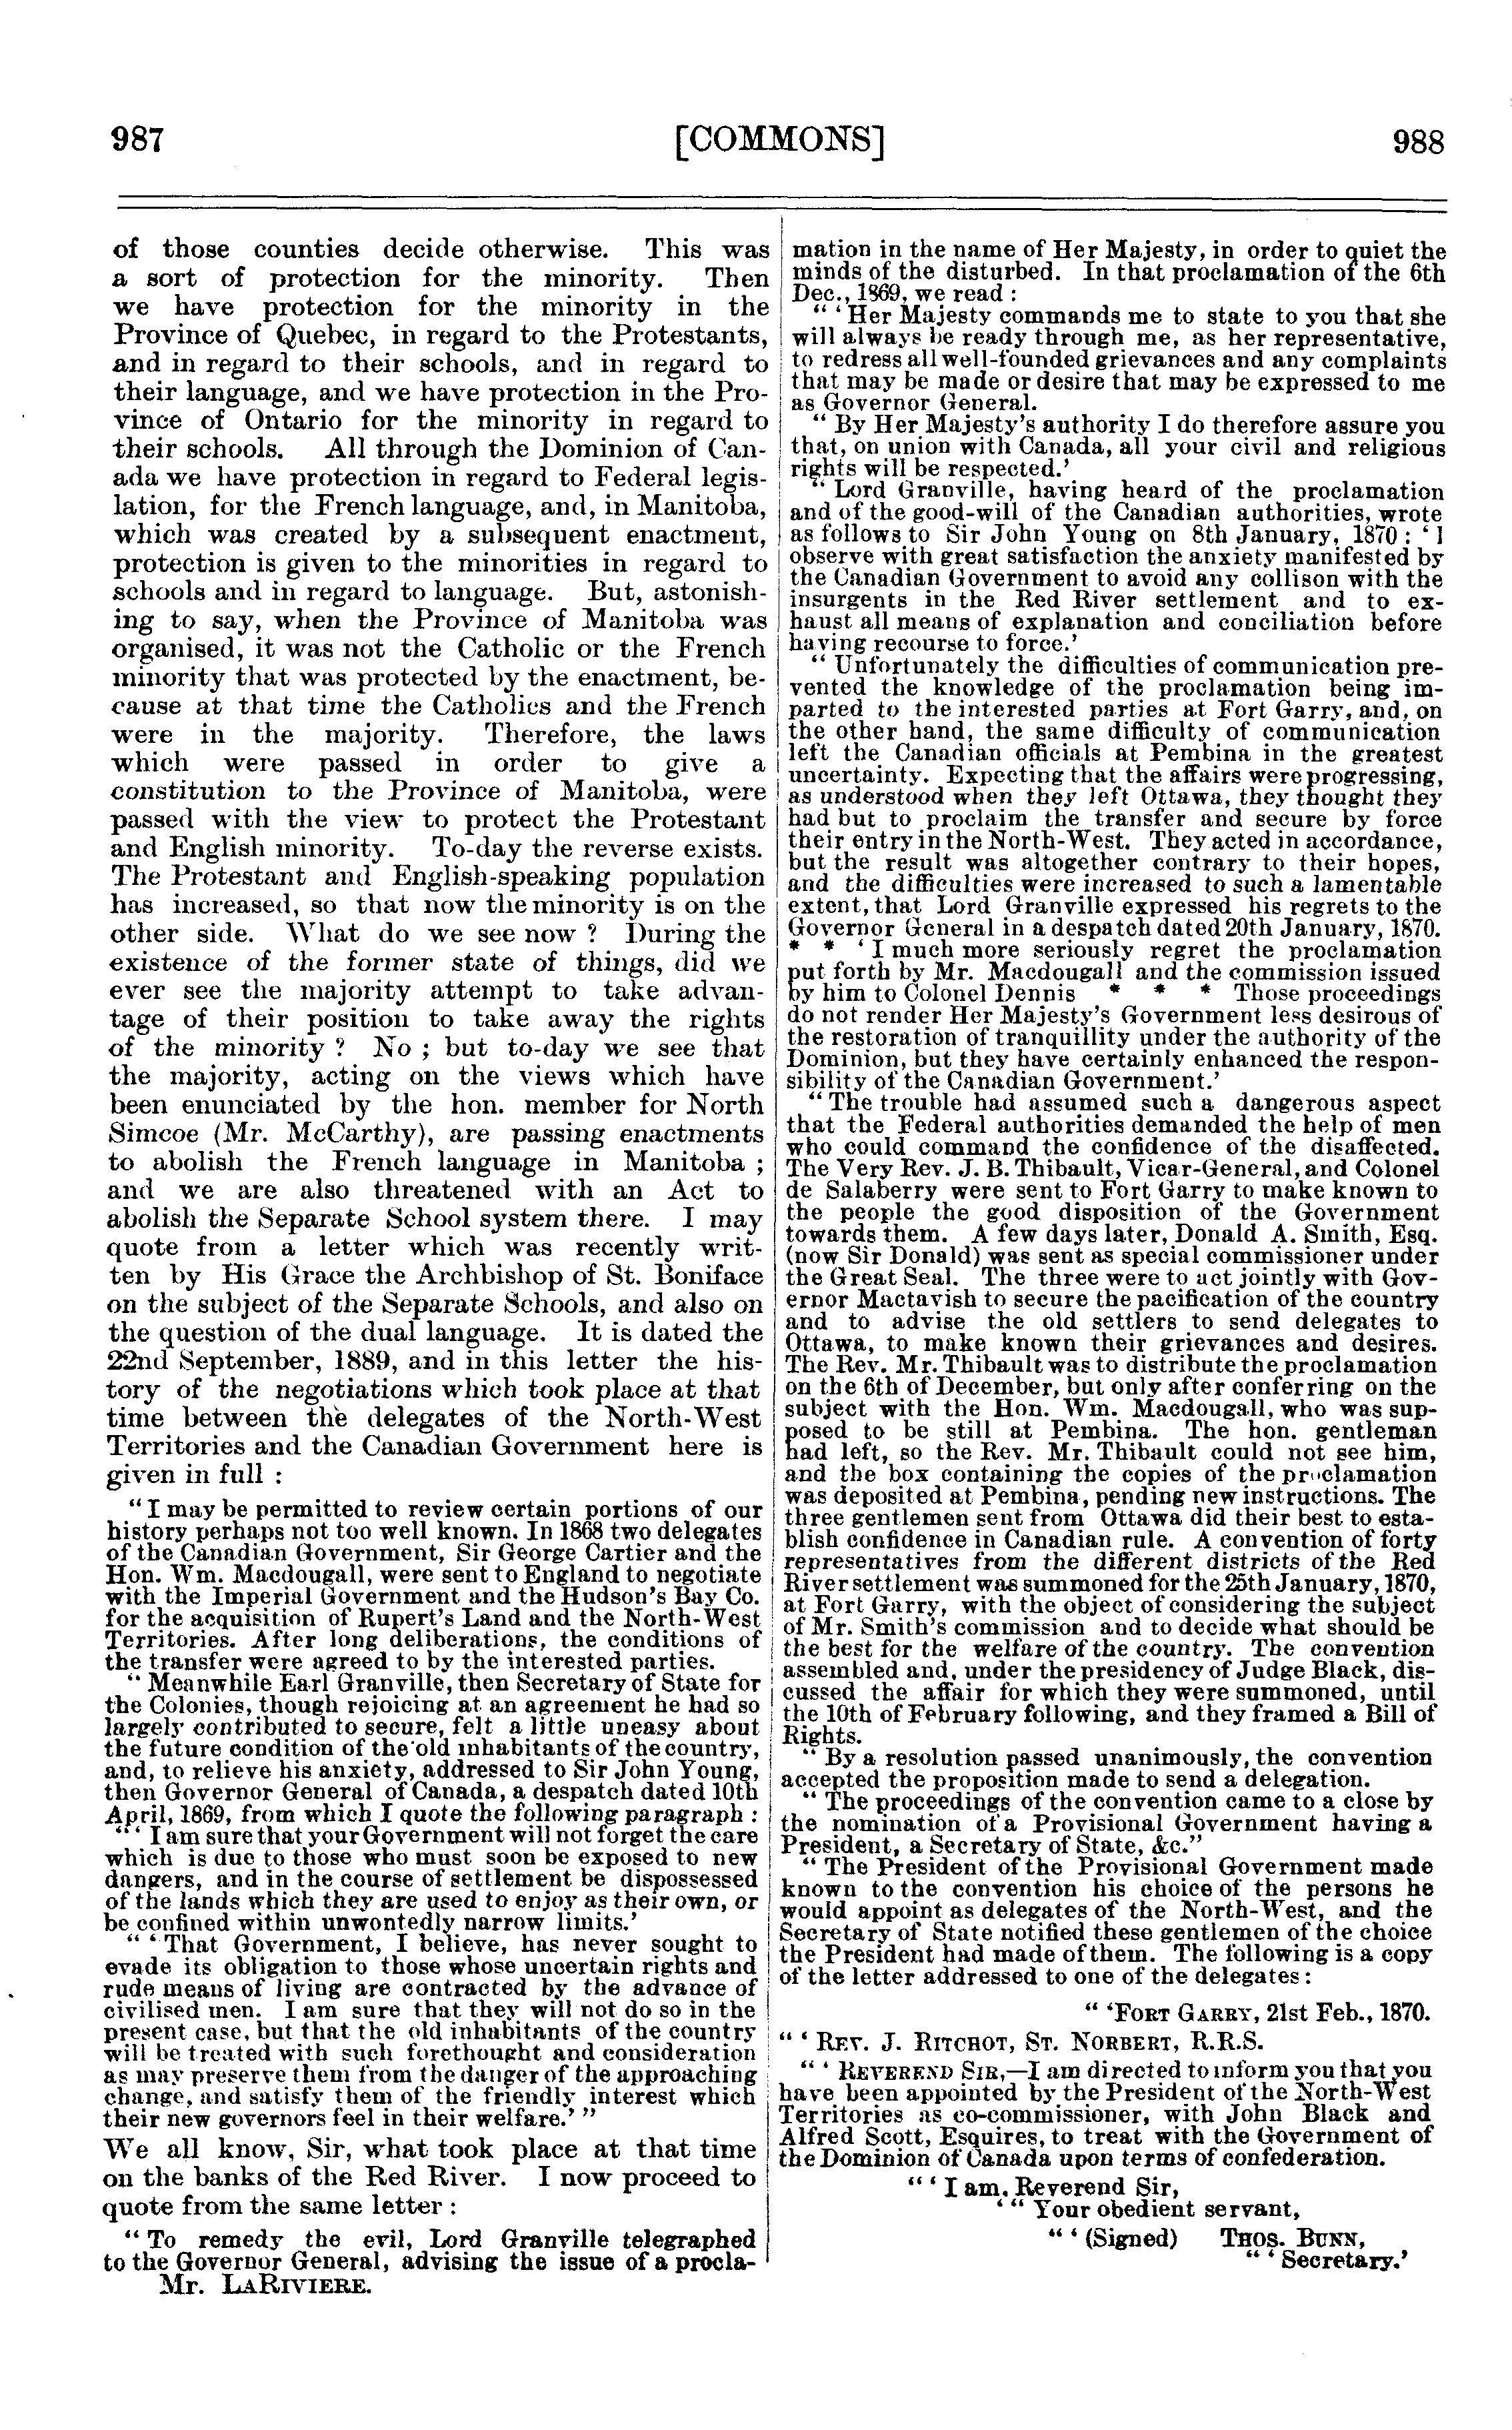 987
[COMMONS]
988
of those counties decide otherwise. This was
a sort of protection for the minority. Then
we have protection for the minority in the
Province of Quebec, in regard to the Protestants,
and in regard to their schools, and in regard to
their language, and we have protection in the Pro-
vince of Ontario for the minority in regard to
their schools. All through the Dominion of Can-
ada we have protection in regard to Federal legis-
lation, for the French language, and, in Manitoba,
which was created by a subsequent enactment,
protection is given to the minorities in regard to
schools and in regard to language. But, astonish-
ing to say, when the Province of Manitoba was
organised, it was not the Catholic or the French
minority that was protected by the enactment, be-
cause at that time the Catholics and the French
were in the majority. Therefore, the laws
which were passed in order to give a
constitution to the Province of Manitoba, were
passed with the view to protect the Protestant
and English minority. To-day the reverse exists.
The Protestant and English-speaking population
has increased, so that now the minority is on the
other side. What do we see now ? During the
existence of the former state of things, did we
ever see the majority attempt to take advan-
tage of their position to take away the rights
of the minority ? No ; but to-day we see that
the majority, acting on the views which have
been enunciated by the hon. member for North
Simcoe (Mr. McCarthy), are passing enactments
to abolish the French language in Manitoba ;
and we are also threatened with an Act to
abolish the Separate School system there. I may
quote from a letter which was recently writ-
ten by His Grace the Archbishop of St. Boniface
on the subject of the Separate Schools, and also on
the question of the dual language. It is dated the
22nd September, 1889, and in this letter the his-
tory of the negotiations which took place at that
time between the delegates of the North-West
Territories and the Canadian Government here is
given in full :
"I may be permitted to review certain portions of our
history perhaps not too well known. In 1868 two delegates
of the Canadian Government, Sir George Cartier and the
Hon. Wm. Macdougall, were sent to England to negotiate
with the Imperial Government and the Hudson's Bay Co.
for the acquisition of Rupert's Land and the North-West
Territories. After long deliberations, the conditions of
the transfer were agreed to by the interested parties.
"Meanwhile Earl Granville, then Secretary of State for
the Colonies, though rejoicing at an agreement he had so
largely contributed to secure, felt a little uneasy about
the future condition of the old inhabitants of the country,
and, to relieve his anxiety, addressed to Sir John Young,
then Governor General of Canada, a despatch dated 10th
April, 1869, from which I quote the following paragraph :
"'I am sure that your Government will not forget the care
which is due to those who must soon be exposed to new
dangers, and in the course of settlement be dispossessed
of the lands which they are used to enjoy as their own, or
be confined within unwontedly narrow limits.'
"'That Government, I believe, has never sought to
evade its obligation to those whose uncertain rights and
rude means of living are contracted by the advance of
civilised men. I am sure that they will not do so in the
present case, but that the old inhabitants of the country
will be treated with such forethought and consideration
as may preserve them from the danger of the approaching
change, and satisfy them of the friendly interest which
their new governors feel in their welfare.'"
We all know, Sir, what took place at that time
on the banks of the Red River. I now proceed to
quote from the same letter :
"To remedy the evil, Lord Granville telegraphed
to the Governor General, advising the issue of a procla-
Mr. LARIVIERE.
mation in the name of Her Majesty, in order to quiet the
minds of the disturbed. In that proclamation of the 6th
Dec., 1869, we read :
"'Her Majesty commands me to state to you that she
will always be ready through me, as her representative,
to redress all well-founded grievances and any complaints
that may be made or desire that may be expressed to me
as Governor General.
"By Her Majesty's authority I do therefore assure you
that, on union with Canada, all your civil and religious
rights will be respected.'
"Lord Granville, having heard of the proclamation
and of the good-will of the Canadian authorities, wrote
as follows to Sir John Young on 8th January, 1870 : 'I
observe with great satisfaction the anxiety manifested by
the Canadian Government to avoid any collison with the
insurgents in the Red River settlement and to ex-
haust all means of explanation and conciliation before
having recourse to force.'
"Unfortunately the difficulties of communication pre-
vented the knowledge of the proclamation being im-
parted to the interested parties at Fort Garry, and, on
the other hand, the same difficulty of communication
left the Canadian officials at Pembina in the greatest
uncertainty. Expecting that the affairs were progressing,
as understood when they left Ottawa, they thought they
had but to proclaim the transfer and secure by force
their entry in the North-West. They acted in accordance,
but the result was altogether contrary to their hopes,
and the difficulties were increased to such a lamentable
extent, that Lord Granville expressed his regrets to the
Governor General in a despatch dated 20th January, 1870.
* * 'I much more seriously regret the proclamation
put forth by Mr. Macdougall and the commission issued
by him to Colonel Dennis * * * Those proceedings
do not render Her Majesty's Government less desirous of
the restoration of tranquillity under the authority of the
Dominion, but they have certainly enhanced the respon-
sibility of the Canadian Government.'
"The trouble had assumed such a dangerous aspect
that the Federal authorities demanded the help of men
who could command the confidence of the disaffected.
The Very Rev. J. B. Thibault, Vicar-General, and Colonel
de Salaberry were sent to Fort Garry to make known to
the people the good disposition of the Government
towards them. A few days later, Donald A. Smith, Esq.
(now Sir Donald) was sent as special commissioner under
the Great Seal. The three were to act jointly with Gov-
ernor Mactavish to secure the pacification of the country
and to advise the old settlers to send delegates to
Ottawa, to make known their grievances and desires.
The Rev. Mr. Thibault was to distribute the proclamation
on the 6th of December, but only after conferring on the
subject with the Hon. Wm. Macdougall, who was sup-
posed to be still at Pembina. The hon. gentleman
had left, so the Rev. Mr. Thibault could not see him,
and the box containing the copies of the proclamation
was deposited at Pembina, pending new instructions. The
three gentlemen sent from Ottawa did their best to esta-
blish confidence in Canadian rule. A convention of forty
representatives from the different districts of the Red
River settlement was summoned for the 25th January, 1870,
at Fort Garry, with the object of considering the subject
of Mr. Smith's commission and to decide what should be
the best for the welfare of the country. The convention
assembled and, under the presidency of Judge Black, dis-
cussed the affair for which they were summoned, until
the 10th of February following, and they framed a Bill of
Rights.
"By a resolution passed unanimously, the convention
accepted the proposition made to send a delegation.
"The proceedings of the convention came to a close by
the nomination of a Provisional Government having a
President, a Secretary of State, &c."
"The President of the Provisional Government made
known to the convention his choice of the persons he
would appoint as delegates of the North-West, and the
Secretary of State notified these gentlemen of the choice
the President had made of them. The following is a copy
of the letter addressed to one of the delegates :
"'FORT GARRY, 21st Feb., 1870.
"'REV. J. RITCHOT, ST. NORBERT, R.R.S.
"'REVEREND SIR,—I am directed to inform you that you
have been appointed by the President of the North-West
Territories as co-commissioner, with John Black and
Alfred Scott, Esquires, to treat with the Government of
the Dominion of Canada upon terms of confederation.
"'I am, Reverend Sir,
'"Your obedient servant,
"'(Signed) THOS. BUNN,
"'Secretary.'